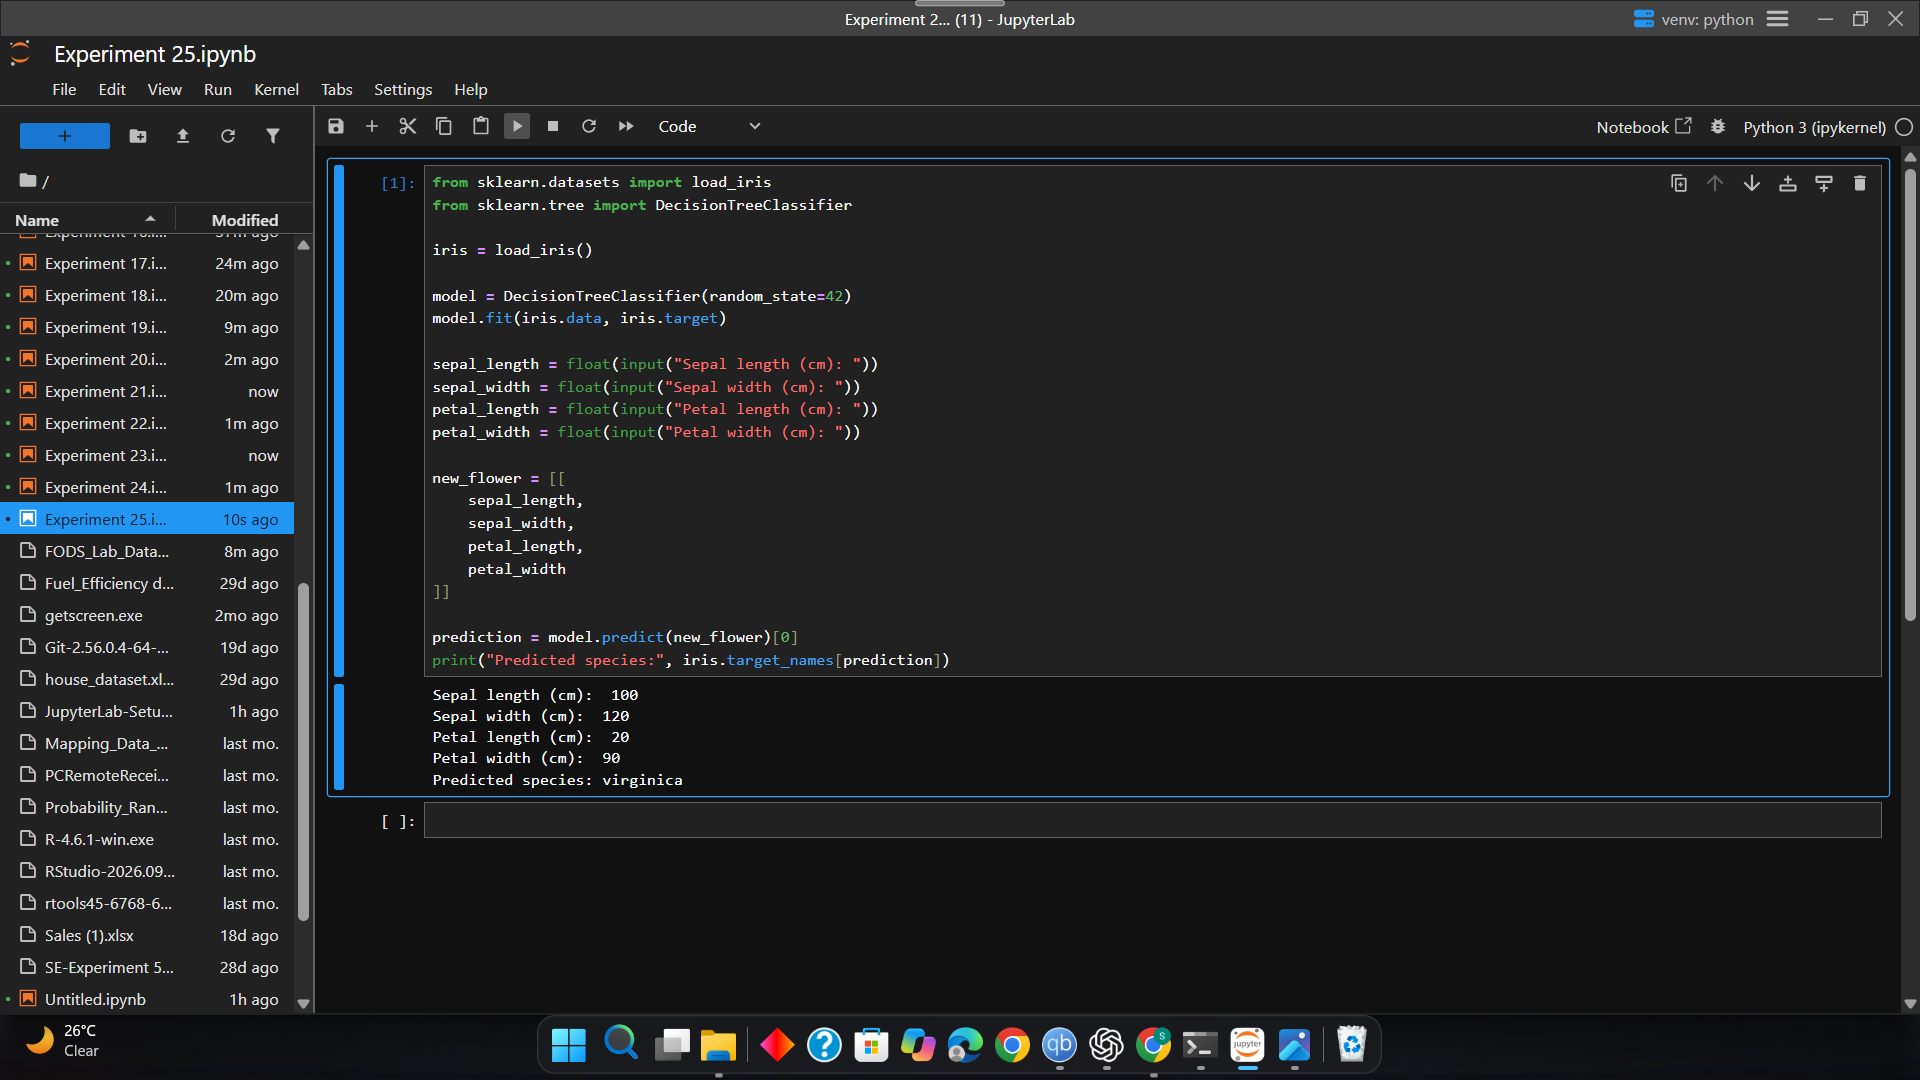 Experiment 2... (11) - JupyterLab
venv: python
Experiment 25.ipynb
File Edit View Run Kernel Tabs Settings Help
+
Code
Notebook
Python 3 (ipykernel)
/
Name Modified
Experiment 17.i... 24m ago
Experiment 18.i... 20m ago
Experiment 19.i... 9m ago
Experiment 20.i... 2m ago
Experiment 21.i... now
Experiment 22.i... 1m ago
Experiment 23.i... now
Experiment 24.i... 1m ago
Experiment 25.i... 10s ago
FODS_Lab_Data... 8m ago
Fuel_Efficiency d... 29d ago
getscreen.exe 2mo ago
Git-2.56.0.4-64-... 19d ago
house_dataset.xl... 29d ago
JupyterLab-Setu... 1h ago
Mapping_Data_... last mo.
PCRemoteRecei... last mo.
Probability_Ran... last mo.
R-4.6.1-win.exe last mo.
RStudio-2026.09... last mo.
rtools45-6768-6... last mo.
Sales (1).xlsx 18d ago
SE-Experiment 5... 28d ago
Untitled.ipynb 1h ago
[1]:
from sklearn.datasets import load_iris
from sklearn.tree import DecisionTreeClassifier
iris = load_iris()
model = DecisionTreeClassifier(random_state=42)
model.fit(iris.data, iris.target)
sepal_length = float(input("Sepal length (cm): "))
sepal_width = float(input("Sepal width (cm): "))
petal_length = float(input("Petal length (cm): "))
petal_width = float(input("Petal width (cm): "))
new_flower = [[
    sepal_length,
    sepal_width,
    petal_length,
    petal_width
]]
prediction = model.predict(new_flower)[0]
print("Predicted species:", iris.target_names[prediction])
Sepal length (cm):  100
Sepal width (cm):  120
Petal length (cm):  20
Petal width (cm):  90
Predicted species: virginica
[ ]:
26°C
Clear
qb
jupyter
S